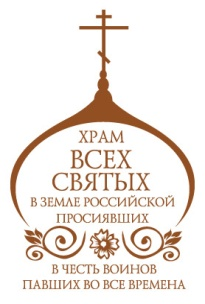 ХРАМ
ВСЕХ
СВЯТЫХ
В ЗЕМЛЕ РОССИЙСКОЙ
ПРОСИЯВШИХ
В ЧЕСТЬ ВОИНОВ
ПАВШИХ ВО ВСЕ ВРЕМЕНА